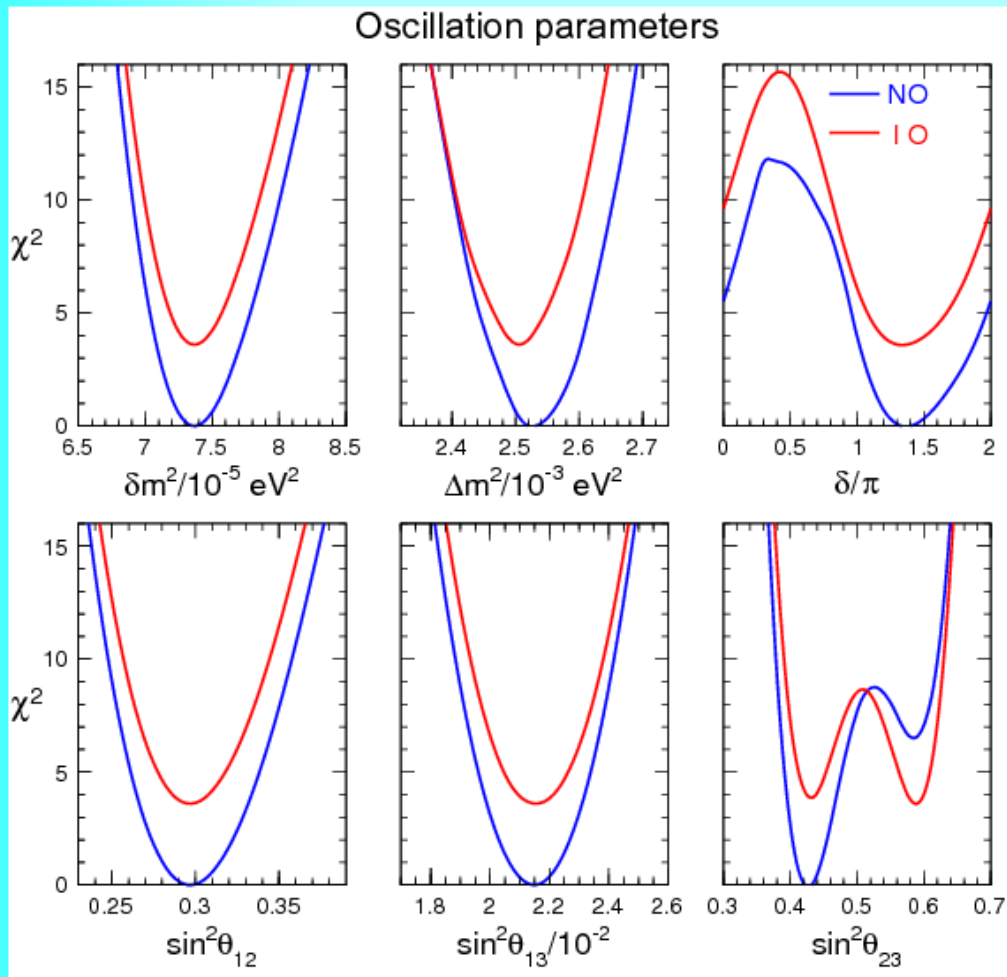 Oscillation parameters
15
10
5
0
χ²
6.5 7 7.5 8 8.5
δm²/10⁻⁵ eV²
2.4 2.5 2.6 2.7
Δm²/10⁻³ eV²
NO
IO
0 0.5 1 1.5 2
δ/π
15
10
5
0
χ²
0.25 0.3 0.35
sin²θ₁₂
1.8 2 2.2 2.4 2.6
sin²θ₁₃/10⁻²
0.3 0.4 0.5 0.6 0.7
sin²θ₂₃